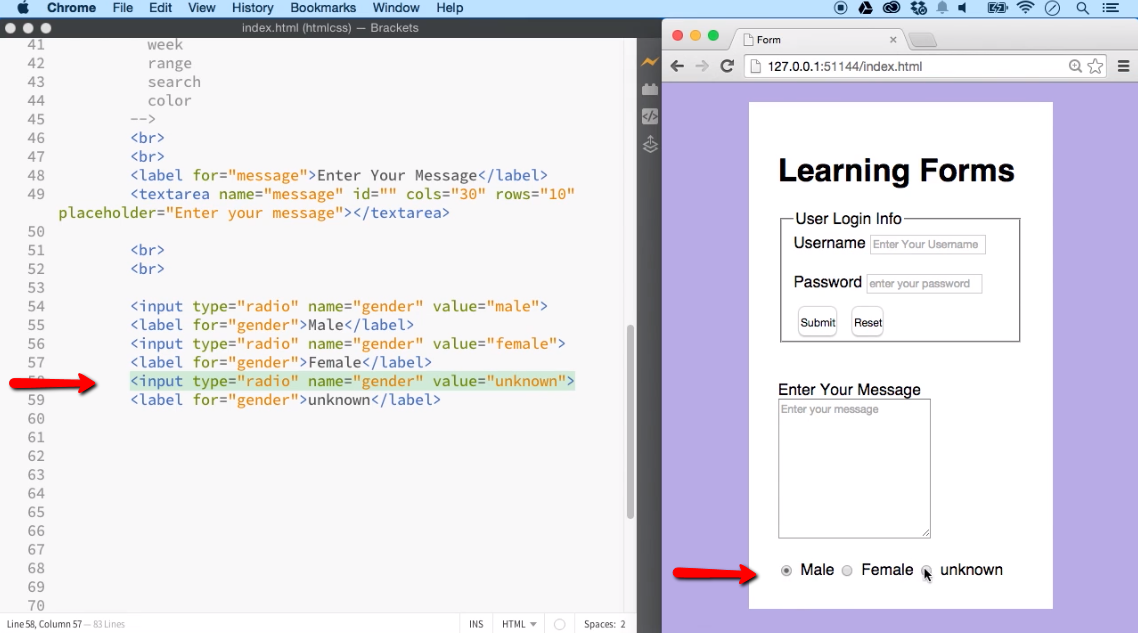 Chrome File Edit View History Bookmarks Window Help
index.html (htmlcss) — Brackets
41 week
42 range
43 search
44 color
45 -->
46 <br>
47 <br>
48 <label for="message">Enter Your Message</label>
49 <textarea name="message" id="" cols="30" rows="10"
placeholder="Enter your message"></textarea>
50
51 <br>
52 <br>
53
54 <input type="radio" name="gender" value="male">
55 <label for="gender">Male</label>
56 <input type="radio" name="gender" value="female">
57 <label for="gender">Female</label>
58 <input type="radio" name="gender" value="unknown">
59 <label for="gender">unknown</label>
60
61
62
63
64
65
66
67
68
69
70
Line 58, Column 57 — 83 Lines
INS HTML Spaces: 2
Form
127.0.0.1:51144/index.html
Learning Forms
User Login Info
Username Enter Your Username
Password enter your password
Submit Reset
Enter Your Message
Enter your message
Male Female unknown